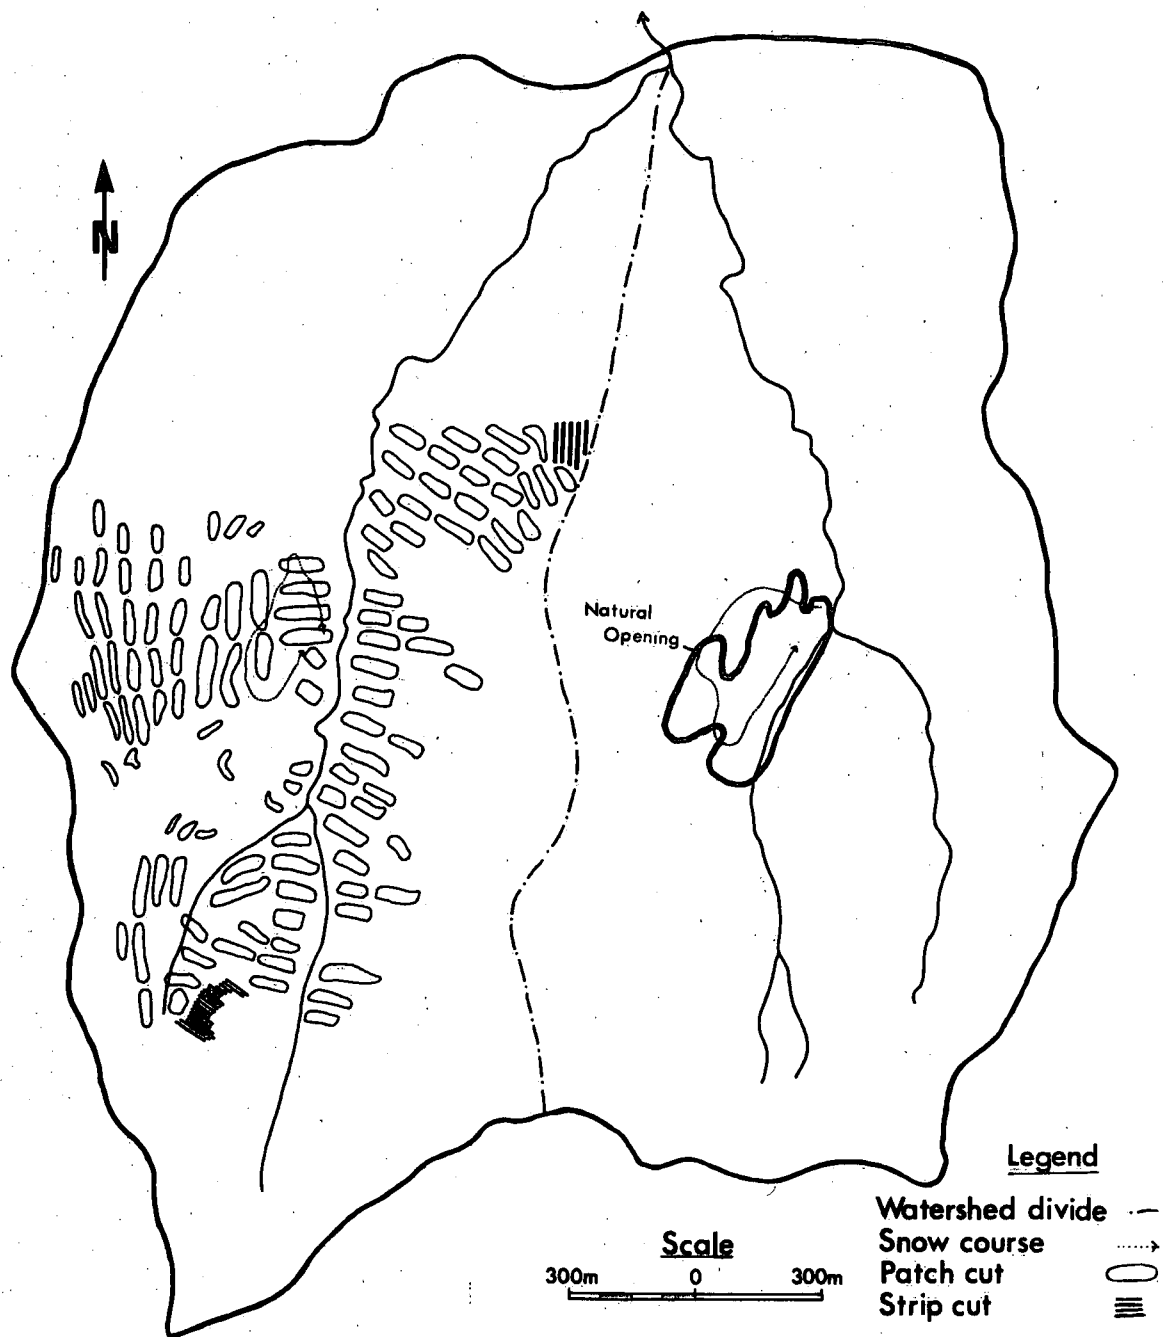 N
Natural
Opening
Legend
Watershed divide
Snow course
Patch cut
Strip cut
Scale
300m 0 300m